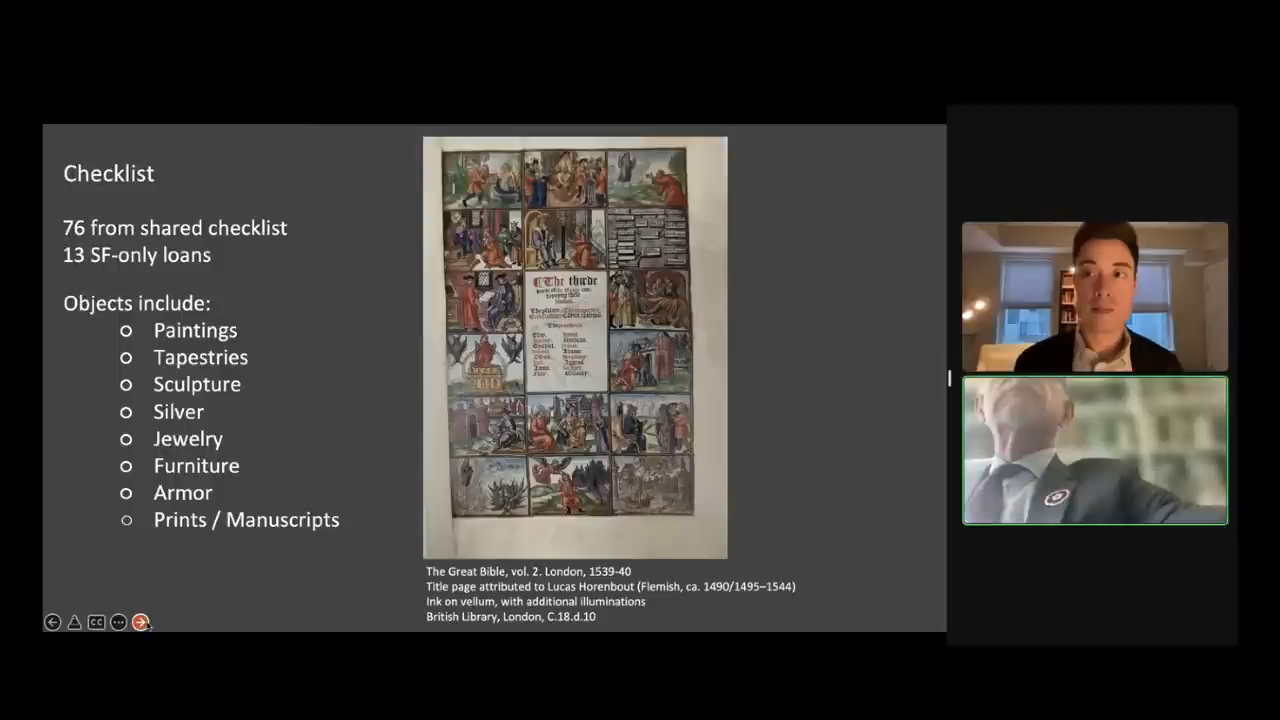 Checklist
76 from shared checklist
13 SF-only loans
Objects include:
Paintings
Tapestries
Sculpture
Silver
Jewelry
Furniture
Armor
Prints / Manuscripts
The thirde
The Great Bible, vol. 2. London, 1539-40
Title page attributed to Lucas Horenbout (Flemish, ca. 1490/1495–1544)
Ink on vellum, with additional illuminations
British Library, London, C.18.d.10
CC